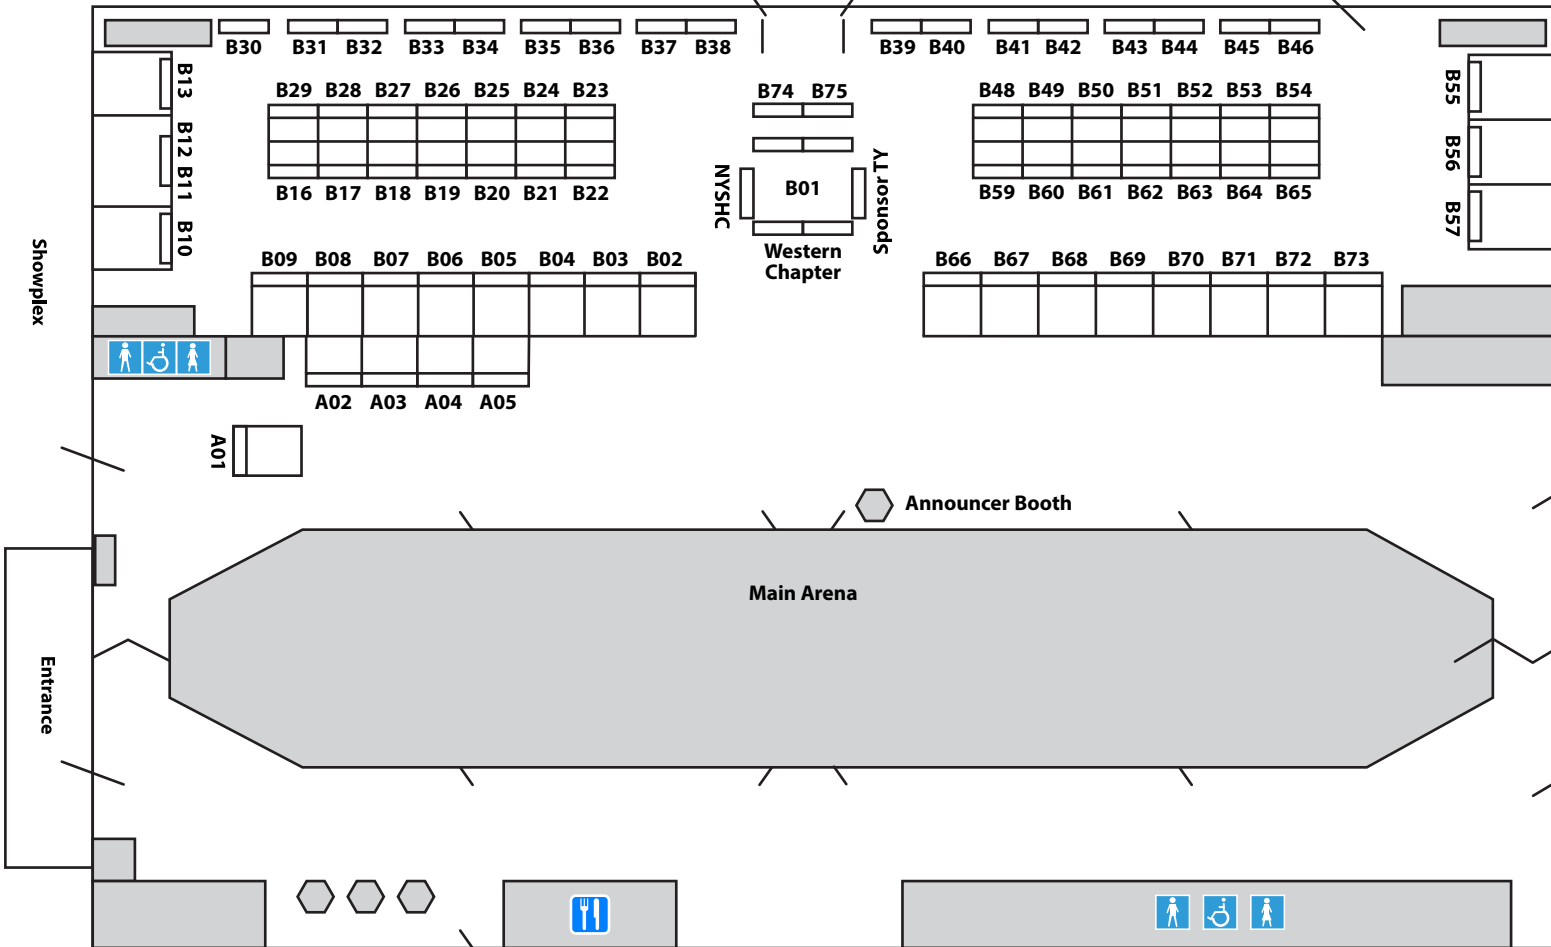 B30 B31 B32 B33 B34 B35 B36 B37 B38 B39 B40 B41 B42 B43 B44 B45 B46
B13
B12 B11
B10
B29 B28 B27 B26 B25 B24 B23
B16 B17 B18 B19 B20 B21 B22
B74 B75
NYSHC
B01
Sponsor TY
Western
Chapter
B48 B49 B50 B51 B52 B53 B54
B59 B60 B61 B62 B63 B64 B65
B55
B56
B57
Showplex
B09 B08 B07 B06 B05 B04 B03 B02
B66 B67 B68 B69 B70 B71 B72 B73
A02 A03 A04 A05
A01
Announcer Booth
Main Arena
Entrance